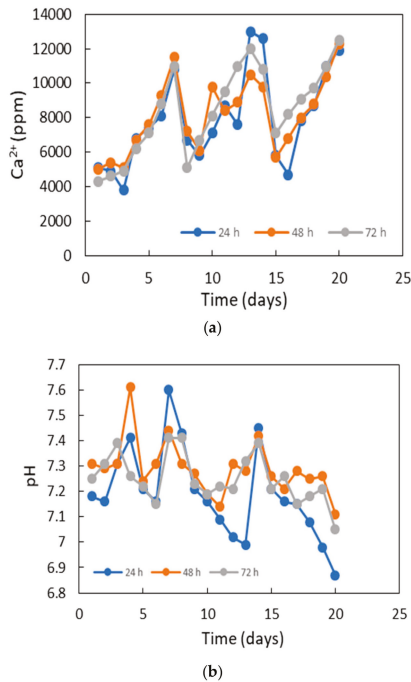 14000
12000
10000
8000
6000
4000
2000
0
Ca2+ (ppm)
24 h 48 h 72 h
0 5 10 15 20 25
Time (days)
(a)
7.7
7.6
7.5
7.4
7.3
7.2
7.1
7
6.9
6.8
pH
24 h 48 h 72 h
0 5 10 15 20 25
Time (days)
(b)